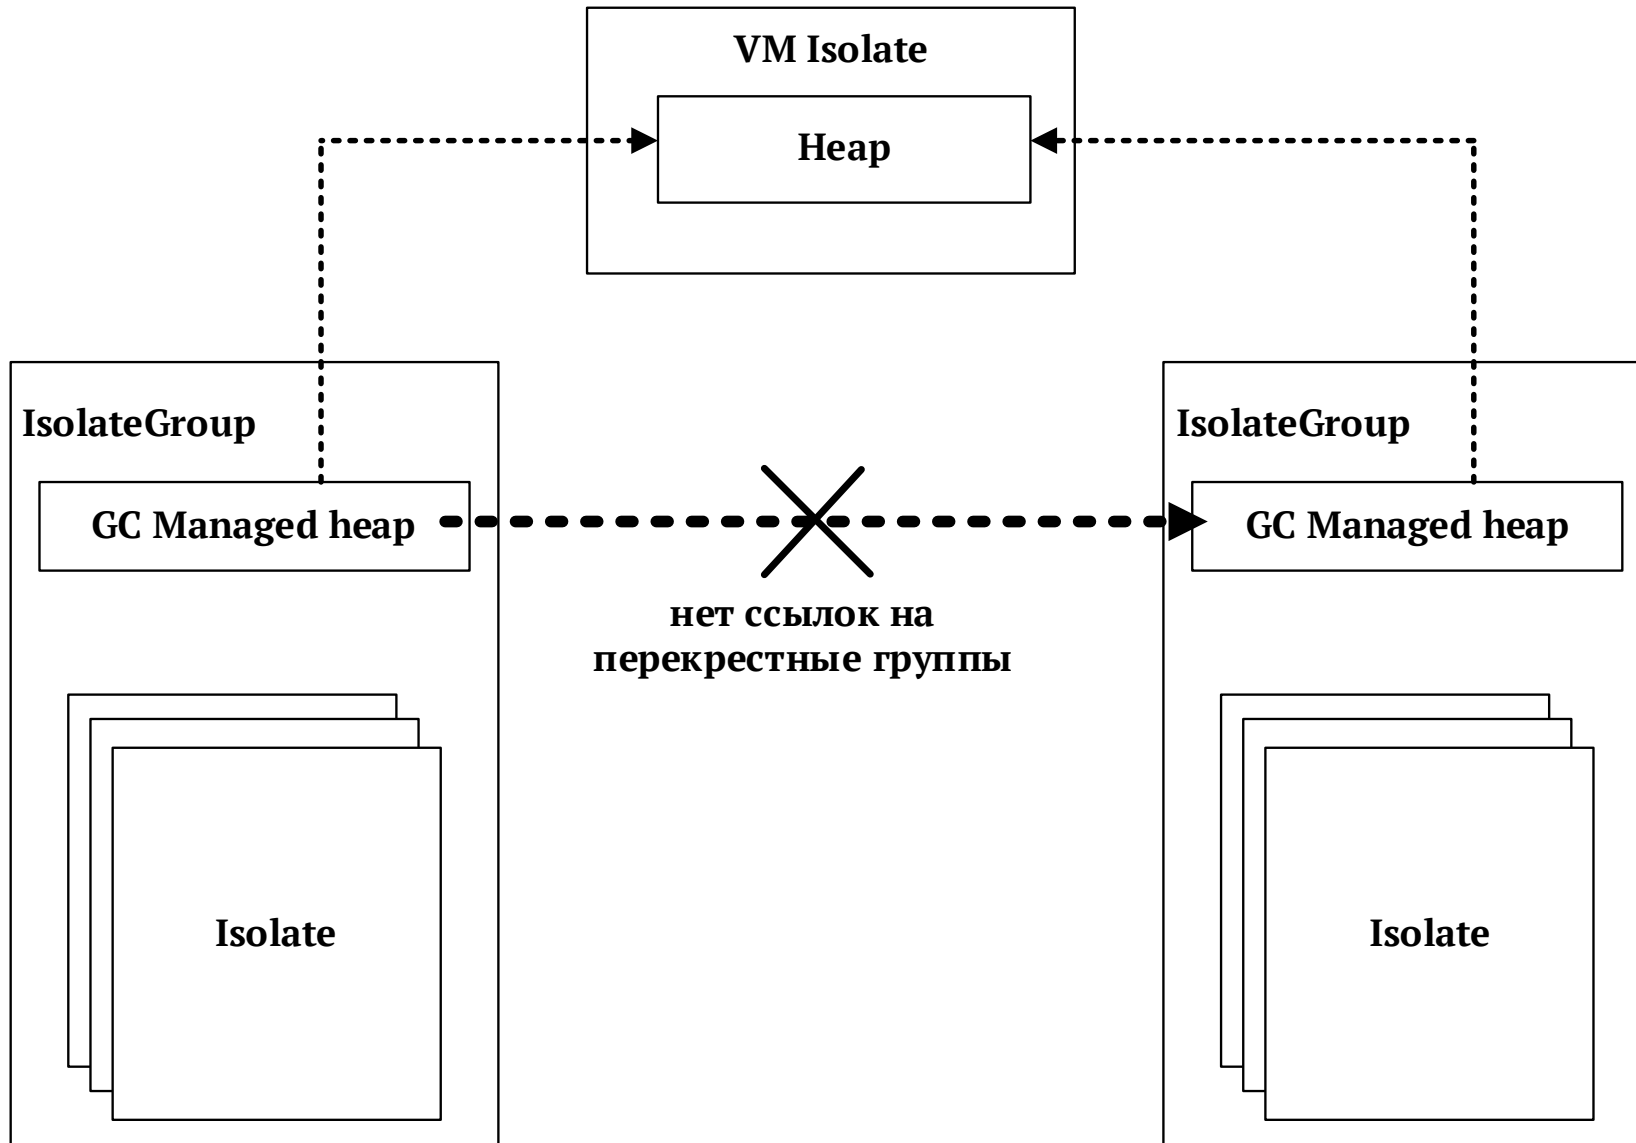 VM Isolate
Heap
IsolateGroup
IsolateGroup
GC Managed heap
GC Managed heap
нет ссылок на
перекрестные группы
Isolate
Isolate